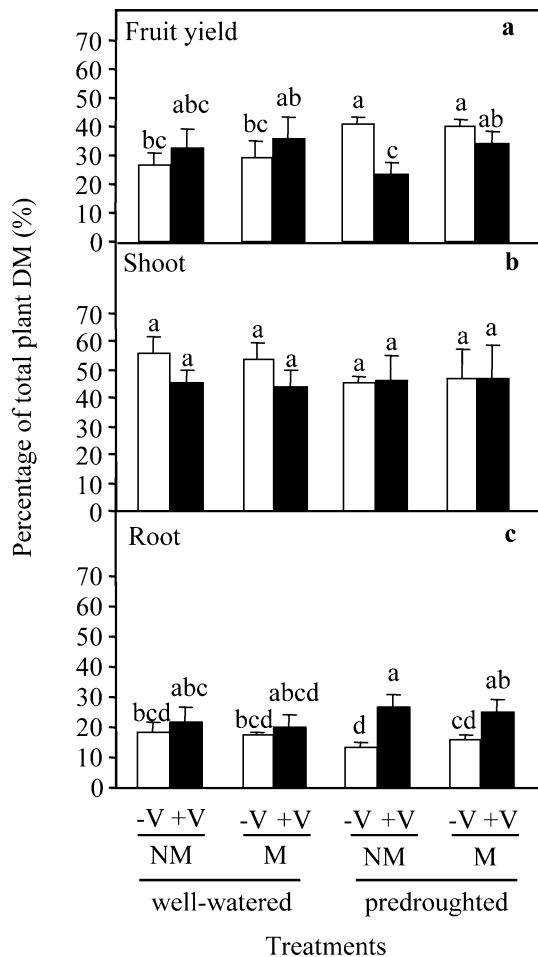 Percentage of total plant DM (%)
Fruit yield a
70
60
50
40
30
20
10
0
bc abc bc ab a c a ab
Shoot b
70
60
50
40
30
20
10
0
a a a a a a a a
Root c
70
60
50
40
30
20
10
0
bcd abc bcd abcd d a cd ab
-V +V -V +V -V +V -V +V
NM M NM M
well-watered predroughted
Treatments